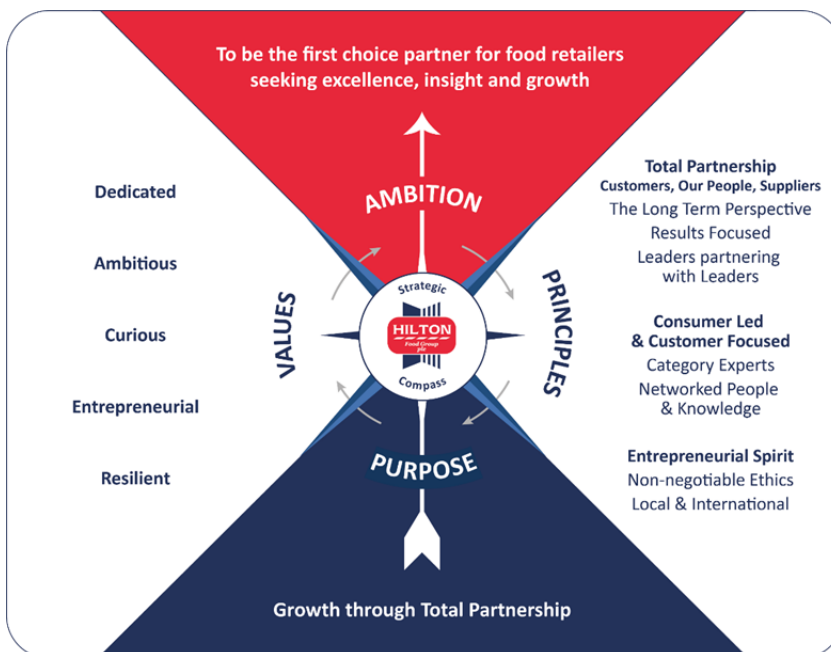 To be the first choice partner for food retailers
seeking excellence, insight and growth
AMBITION
Dedicated
Ambitious
Curious
Entrepreneurial
Resilient
VALUES
Strategic
HILTON
Food Group
plc
Compass
PRINCIPLES
Total Partnership
Customers, Our People, Suppliers
The Long Term Perspective
Results Focused
Leaders partnering
with Leaders
Consumer Led
& Customer Focused
Category Experts
Networked People
& Knowledge
Entrepreneurial Spirit
Non-negotiable Ethics
Local & International
PURPOSE
Growth through Total Partnership